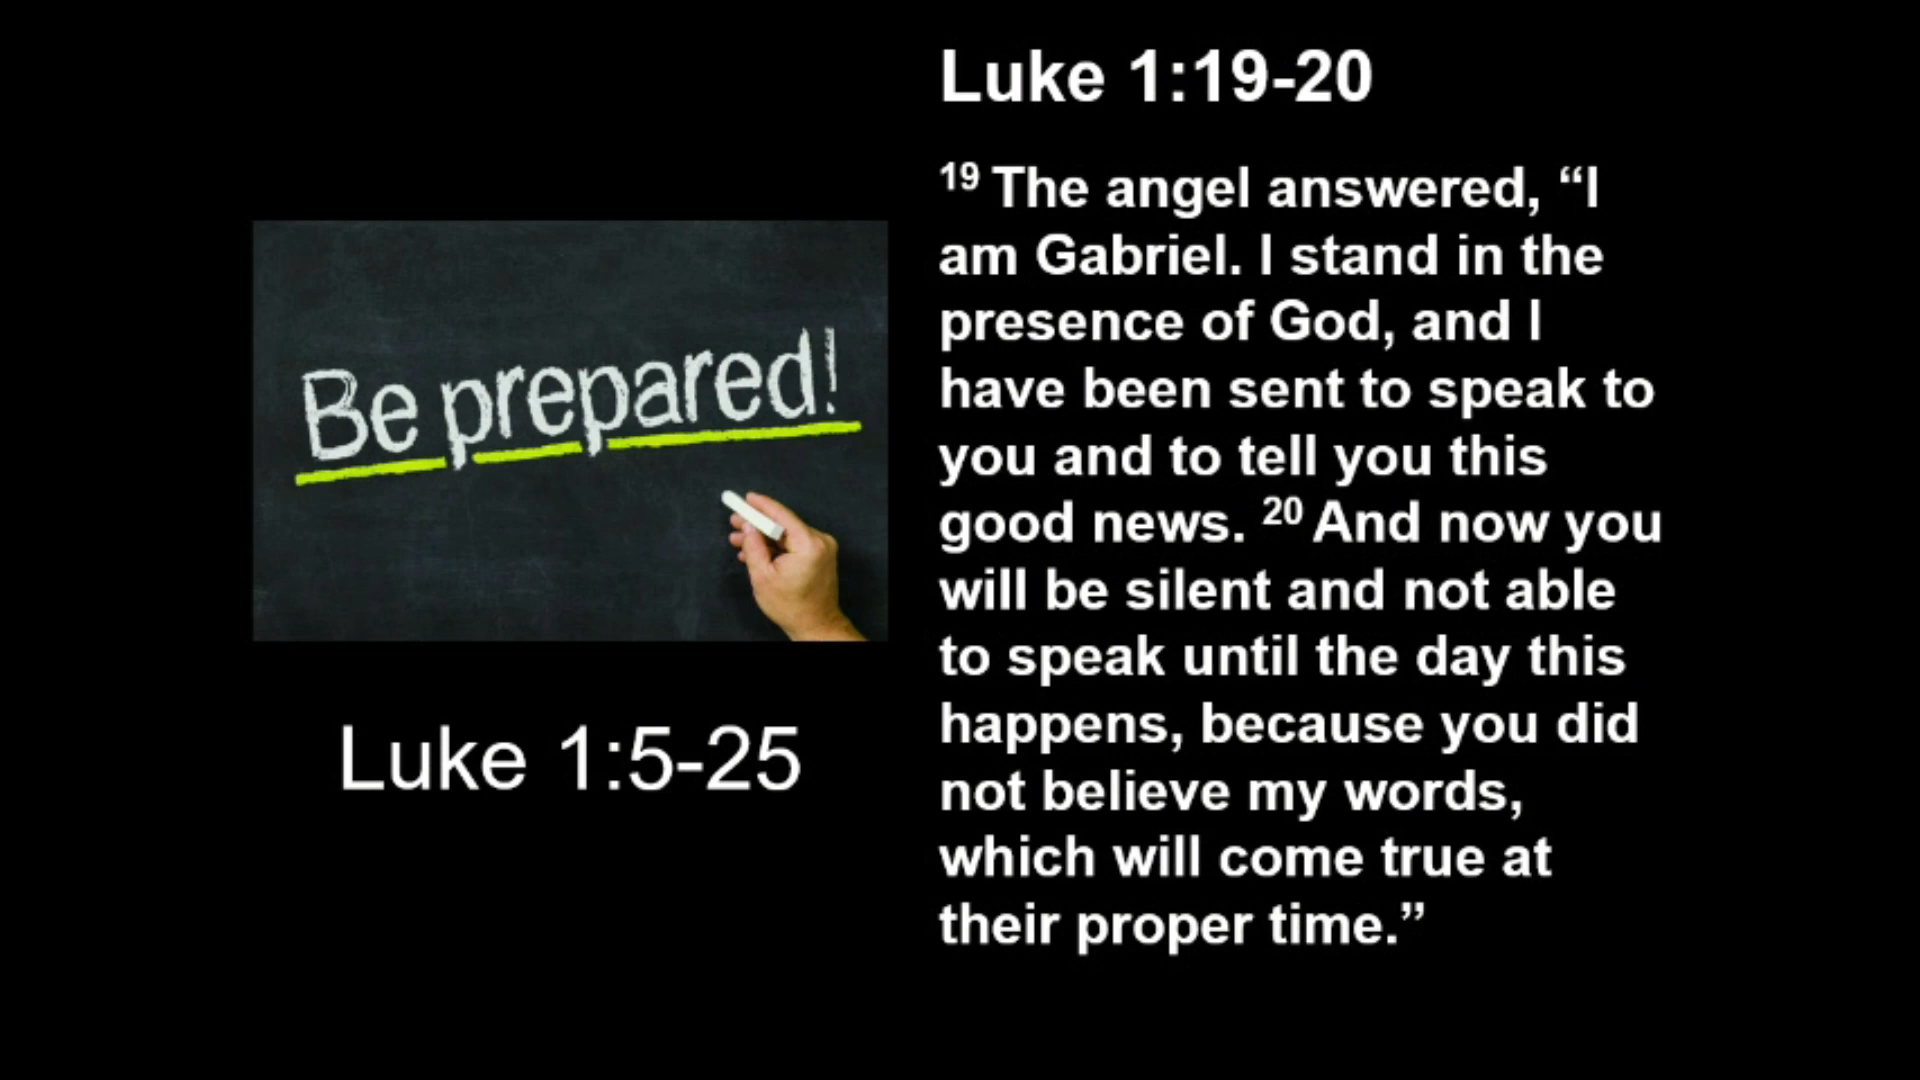 Be prepared!
Luke 1:5-25
Luke 1:19-20
19 The angel answered, “I
am Gabriel. I stand in the
presence of God, and I
have been sent to speak to
you and to tell you this
good news. 20 And now you
will be silent and not able
to speak until the day this
happens, because you did
not believe my words,
which will come true at
their proper time.”